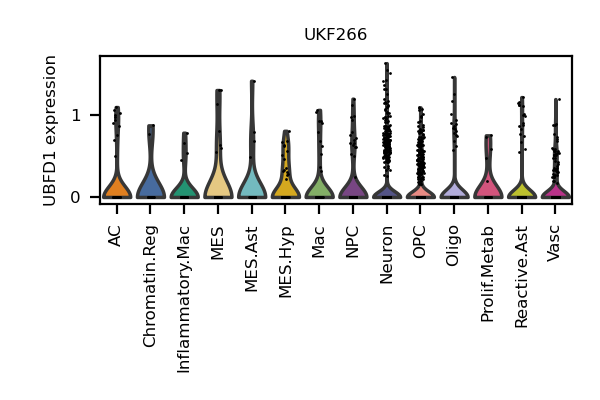 UKF266
UBFD1 expression
1
0
AC
Chromatin.Reg
Inflammatory.Mac
MES
MES.Ast
MES.Hyp
Mac
NPC
Neuron
OPC
Oligo
Prolif.Metab
Reactive.Ast
Vasc